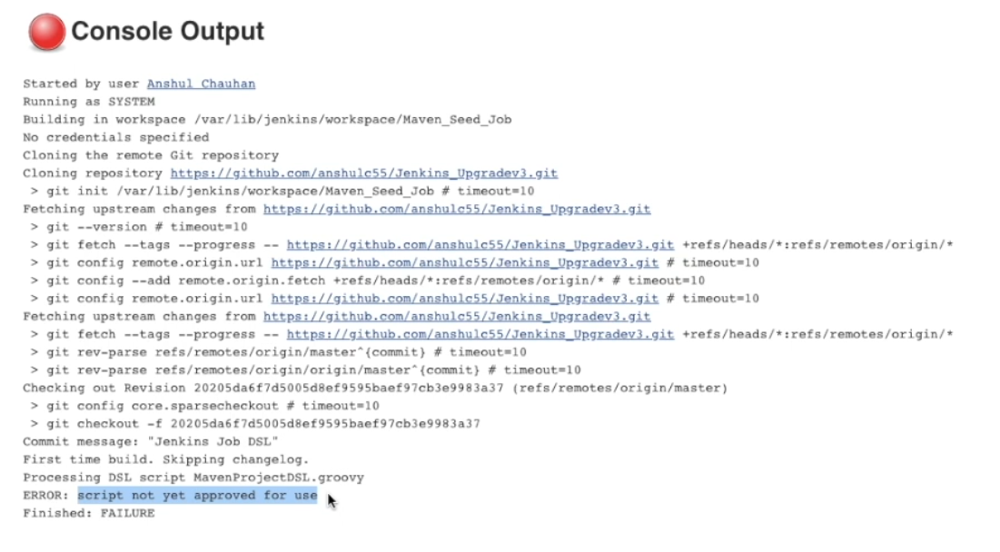 Console Output
Started by user Anshul Chauhan
Running as SYSTEM
Building in workspace /var/lib/jenkins/workspace/Maven_Seed_Job
No credentials specified
Cloning the remote Git repository
Cloning repository https://github.com/anshulc55/Jenkins_Upgradev3.git
 > git init /var/lib/jenkins/workspace/Maven_Seed_Job # timeout=10
Fetching upstream changes from https://github.com/anshulc55/Jenkins_Upgradev3.git
 > git --version # timeout=10
 > git fetch --tags --progress -- https://github.com/anshulc55/Jenkins_Upgradev3.git +refs/heads/*:refs/remotes/origin/*
 > git config remote.origin.url https://github.com/anshulc55/Jenkins_Upgradev3.git # timeout=10
 > git config --add remote.origin.fetch +refs/heads/*:refs/remotes/origin/* # timeout=10
 > git config remote.origin.url https://github.com/anshulc55/Jenkins_Upgradev3.git # timeout=10
Fetching upstream changes from https://github.com/anshulc55/Jenkins_Upgradev3.git
 > git fetch --tags --progress -- https://github.com/anshulc55/Jenkins_Upgradev3.git +refs/heads/*:refs/remotes/origin/*
 > git rev-parse refs/remotes/origin/master^{commit} # timeout=10
 > git rev-parse refs/remotes/origin/origin/master^{commit} # timeout=10
Checking out Revision 20205da6f7d5005d8ef9595baef97cb3e9983a37 (refs/remotes/origin/master)
 > git config core.sparsecheckout # timeout=10
 > git checkout -f 20205da6f7d5005d8ef9595baef97cb3e9983a37
Commit message: "Jenkins Job DSL"
First time build. Skipping changelog.
Processing DSL script MavenProjectDSL.groovy
ERROR: script not yet approved for use
Finished: FAILURE